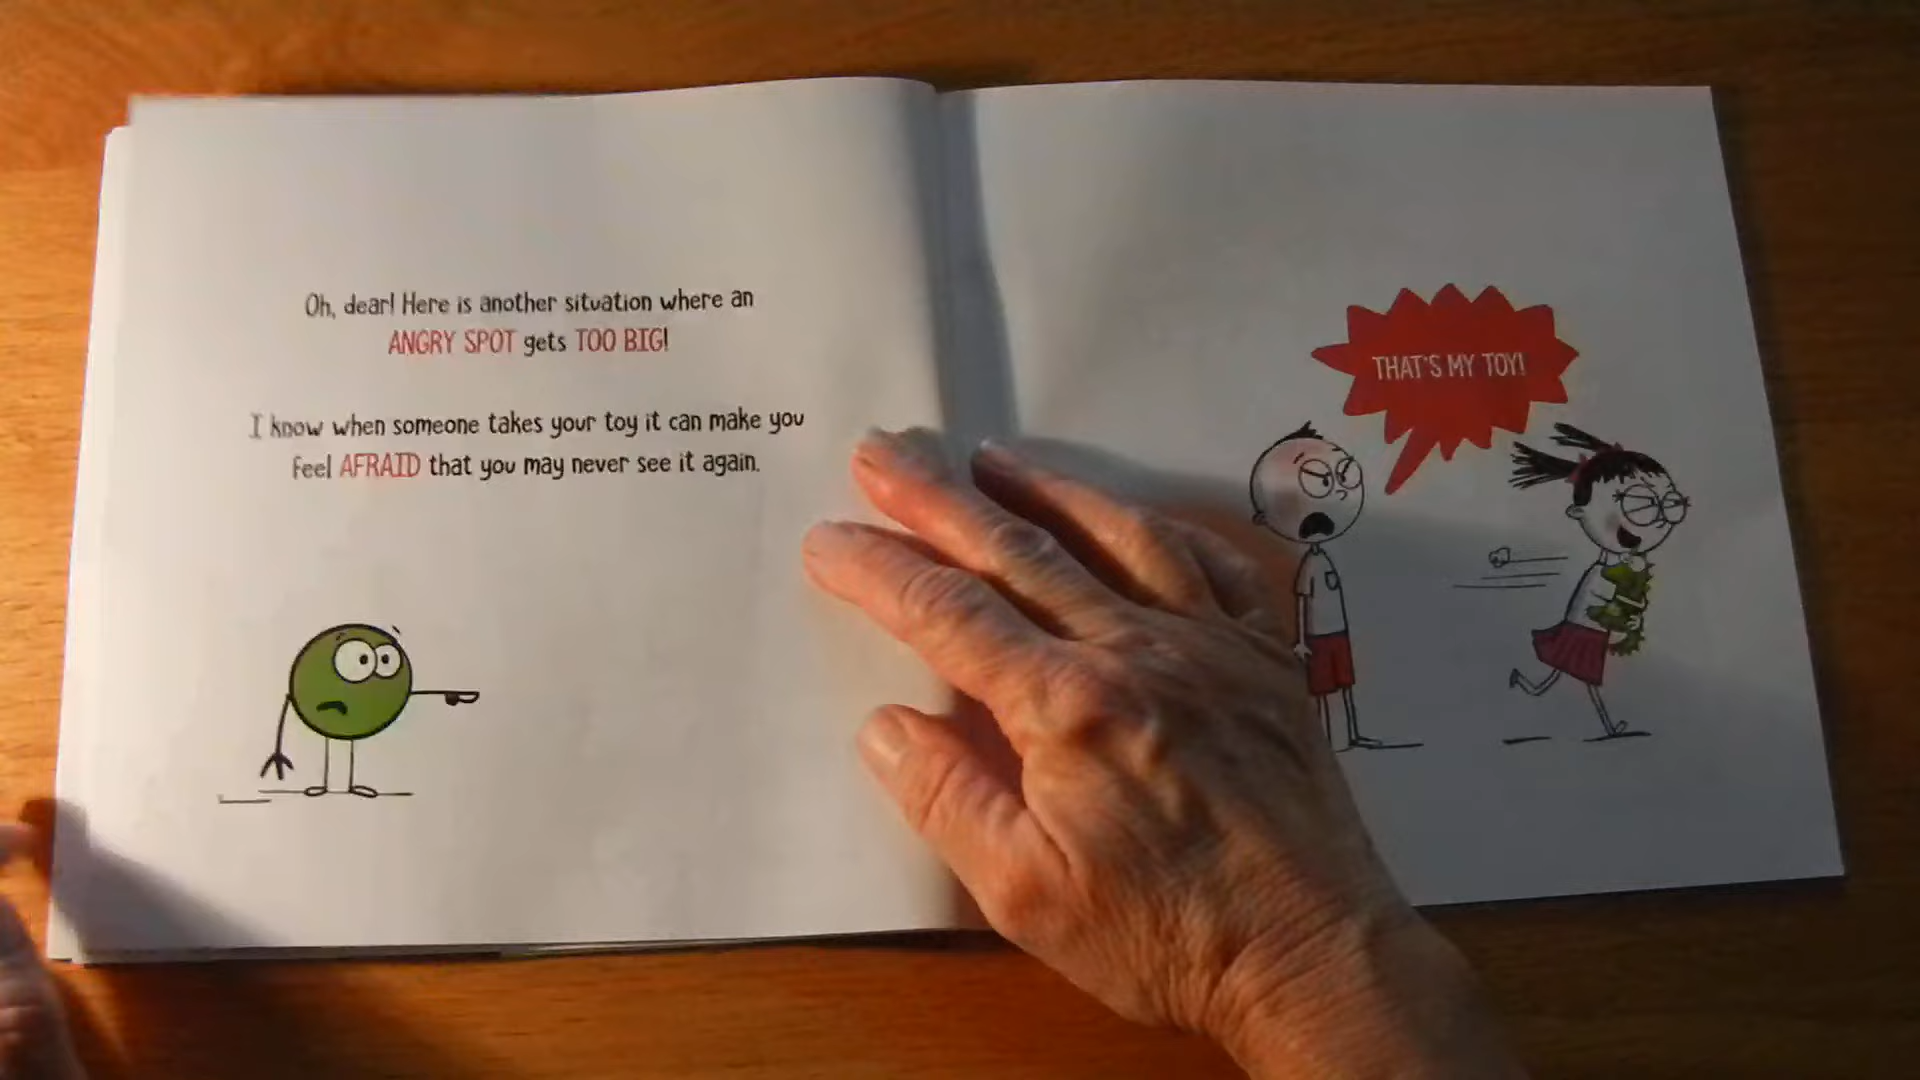 Oh, dear! Here is another situation where an
ANGRY SPOT gets TOO BIG!
I know when someone takes your toy it can make you
feel AFRAID that you may never see it again.
THAT'S MY TOY!